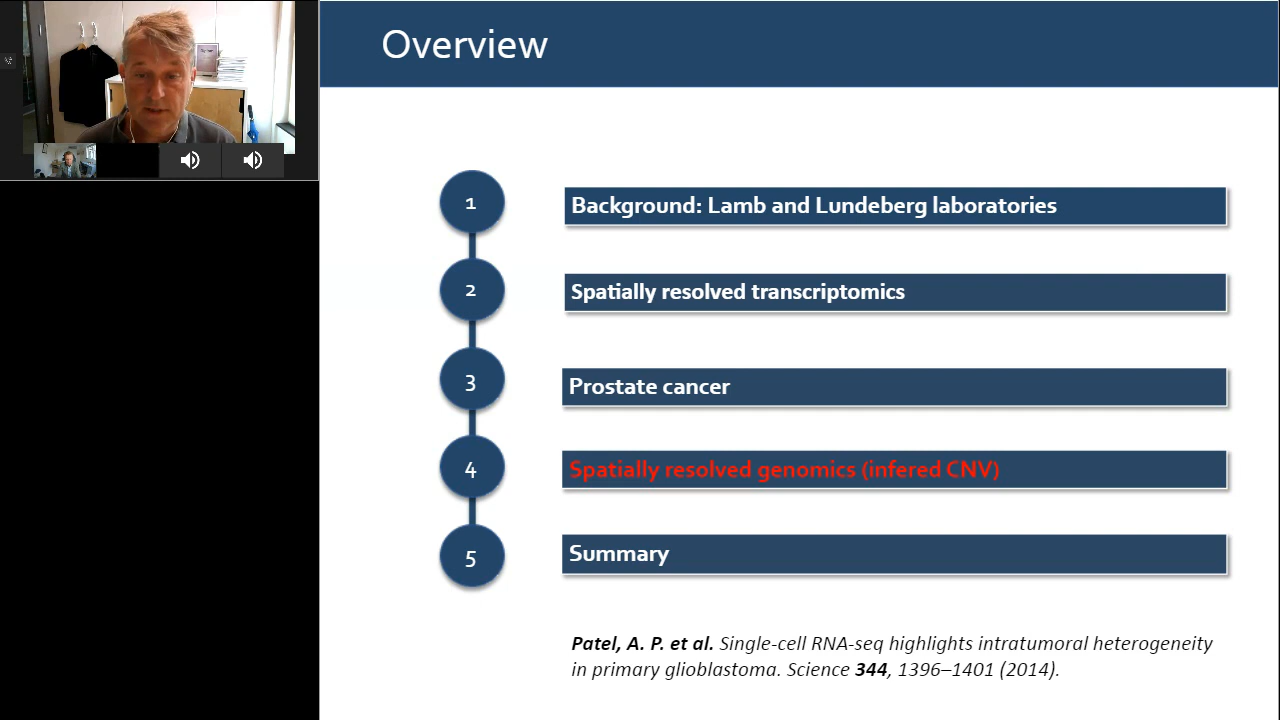 Overview
1
Background: Lamb and Lundeberg laboratories
2
Spatially resolved transcriptomics
3
Prostate cancer
4
Spatially resolved genomics (infered CNV)
5
Summary
Patel, A. P. et al. Single-cell RNA-seq highlights intratumoral heterogeneity
in primary glioblastoma. Science 344, 1396–1401 (2014).